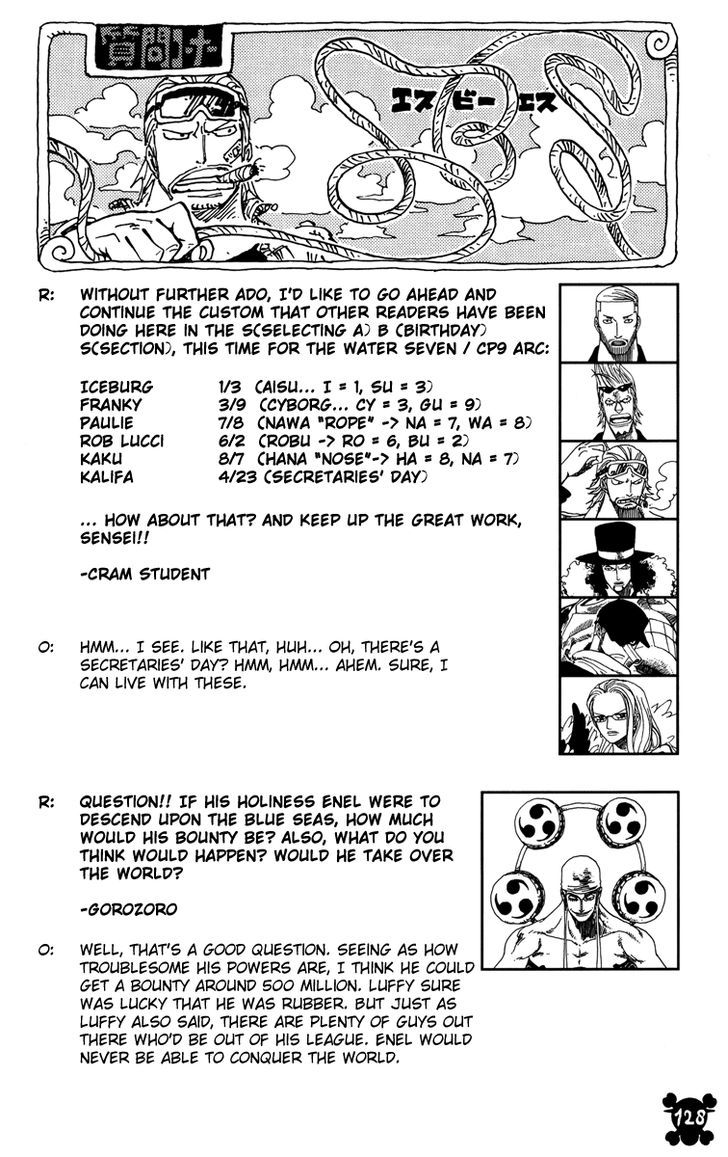 質問コーナー
エス ビー エス
SBS
R: WITHOUT FURTHER ADO, I'D LIKE TO GO AHEAD AND
CONTINUE THE CUSTOM THAT OTHER READERS HAVE BEEN
DOING HERE IN THE S(SELECTING A) B (BIRTHDAY)
S(SECTION), THIS TIME FOR THE WATER SEVEN / CP9 ARC:
ICEBURG 1/3 (AISU... I = 1, SU = 3)
FRANKY 3/9 (CYBORG... CY = 3, GU = 9)
PAULIE 7/8 (NAWA "ROPE" -> NA = 7, WA = 8)
ROB LUCCI 6/2 (ROBU -> RO = 6, BU = 2)
KAKU 8/7 (HANA "NOSE"-> HA = 8, NA = 7)
KALIFA 4/23 (SECRETARIES' DAY)
... HOW ABOUT THAT? AND KEEP UP THE GREAT WORK,
SENSEI!!
-CRAM STUDENT
O: HMM... I SEE. LIKE THAT, HUH... OH, THERE'S A
SECRETARIES' DAY? HMM, HMM... AHEM. SURE, I
CAN LIVE WITH THESE.
R: QUESTION!! IF HIS HOLINESS ENEL WERE TO
DESCEND UPON THE BLUE SEAS, HOW MUCH
WOULD HIS BOUNTY BE? ALSO, WHAT DO YOU
THINK WOULD HAPPEN? WOULD HE TAKE OVER
THE WORLD?
-GOROZORO
O: WELL, THAT'S A GOOD QUESTION. SEEING AS HOW
TROUBLESOME HIS POWERS ARE, I THINK HE COULD
GET A BOUNTY AROUND 500 MILLION. LUFFY SURE
WAS LUCKY THAT HE WAS RUBBER. BUT JUST AS
LUFFY ALSO SAID, THERE ARE PLENTY OF GUYS OUT
THERE WHO'D BE OUT OF HIS LEAGUE. ENEL WOULD
NEVER BE ABLE TO CONQUER THE WORLD.
128